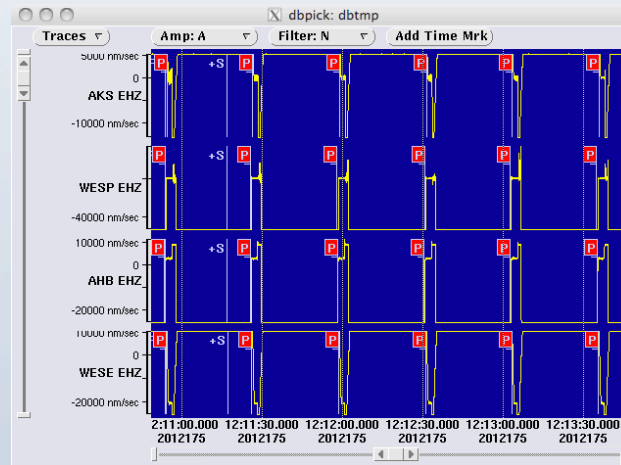 dbpick: dbtmp
Traces Amp: A Filter: N Add Time Mrk
5000 nm/sec
P +S P P P P P
0
AKS EHZ
-10000 nm/sec
P +S P P P P P
WESP EHZ
-40000 nm/sec
10000 nm/sec
P +S P P P P P
0
AHB EHZ
-20000 nm/sec
10000 nm/sec
P +S P P P P P
0
WESE EHZ
-20000 nm/sec
2:11:00.000 12:11:30.000 12:12:00.000 12:12:30.000 12:13:00.000 12:13:30.000
2012175 2012175 2012175 2012175 2012175 2012175